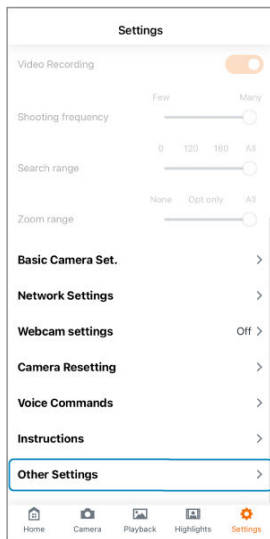 Settings
Video Recording
Few Many
Shooting frequency
0 120 180 All
Search range
None Opt only All
Zoom range
Basic Camera Set.
Network Settings
Webcam settings Off
Camera Resetting
Voice Commands
Instructions
Other Settings
Home Camera Playback Highlights Settings